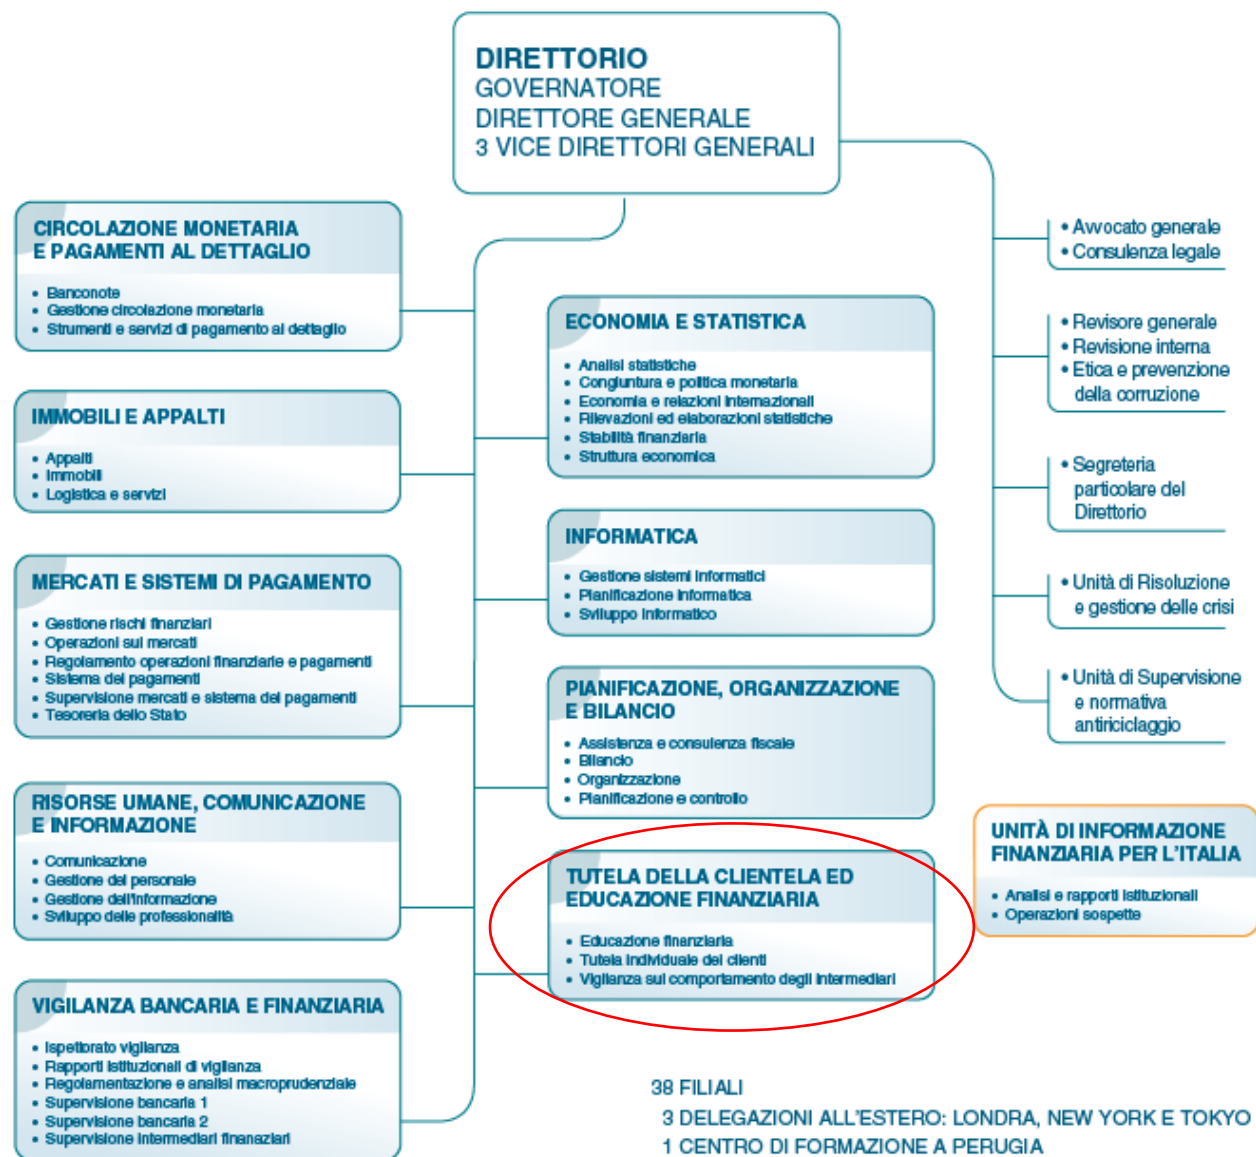 DIRETTORIO
GOVERNATORE
DIRETTORE GENERALE
3 VICE DIRETTORI GENERALI
CIRCOLAZIONE MONETARIA
E PAGAMENTI AL DETTAGLIO
• Banconote
• Gestione circolazione monetaria
• Strumenti e servizi di pagamento al dettaglio
IMMOBILI E APPALTI
• Appalti
• Immobili
• Logistica e servizi
MERCATI E SISTEMI DI PAGAMENTO
• Gestione rischi finanziari
• Operazioni sui mercati
• Regolamento operazioni finanziarie e pagamenti
• Sistema dei pagamenti
• Supervisione mercati e sistema dei pagamenti
• Tesoreria dello Stato
RISORSE UMANE, COMUNICAZIONE
E INFORMAZIONE
• Comunicazione
• Gestione del personale
• Gestione dell'informazione
• Sviluppo delle professionalità
VIGILANZA BANCARIA E FINANZIARIA
• Ispettorato vigilanza
• Rapporti istituzionali di vigilanza
• Regolamentazione e analisi macroprudenziale
• Supervisione bancaria 1
• Supervisione bancaria 2
• Supervisione intermediari finanaziari
ECONOMIA E STATISTICA
• Analisi statistiche
• Congiuntura e politica monetaria
• Economia e relazioni internazionali
• Rilevazioni ed elaborazioni statistiche
• Stabilità finanziaria
• Struttura economica
INFORMATICA
• Gestione sistemi informatici
• Pianificazione informatica
• Sviluppo informatico
PIANIFICAZIONE, ORGANIZZAZIONE
E BILANCIO
• Assistenza e consulenza fiscale
• Bilancio
• Organizzazione
• Pianificazione e controllo
TUTELA DELLA CLIENTELA ED
EDUCAZIONE FINANZIARIA
• Educazione finanziaria
• Tutela individuale dei clienti
• Vigilanza sul comportamento degli intermediari
• Avvocato generale
• Consulenza legale
• Revisore generale
• Revisione interna
• Etica e prevenzione
della corruzione
• Segreteria
particolare del
Direttorio
• Unità di Risoluzione
e gestione delle crisi
• Unità di Supervisione
e normativa
antiriciclaggio
UNITÀ DI INFORMAZIONE
FINANZIARIA PER L'ITALIA
• Analisi e rapporti istituzionali
• Operazioni sospette
38 FILIALI
3 DELEGAZIONI ALL'ESTERO: LONDRA, NEW YORK E TOKYO
1 CENTRO DI FORMAZIONE A PERUGIA